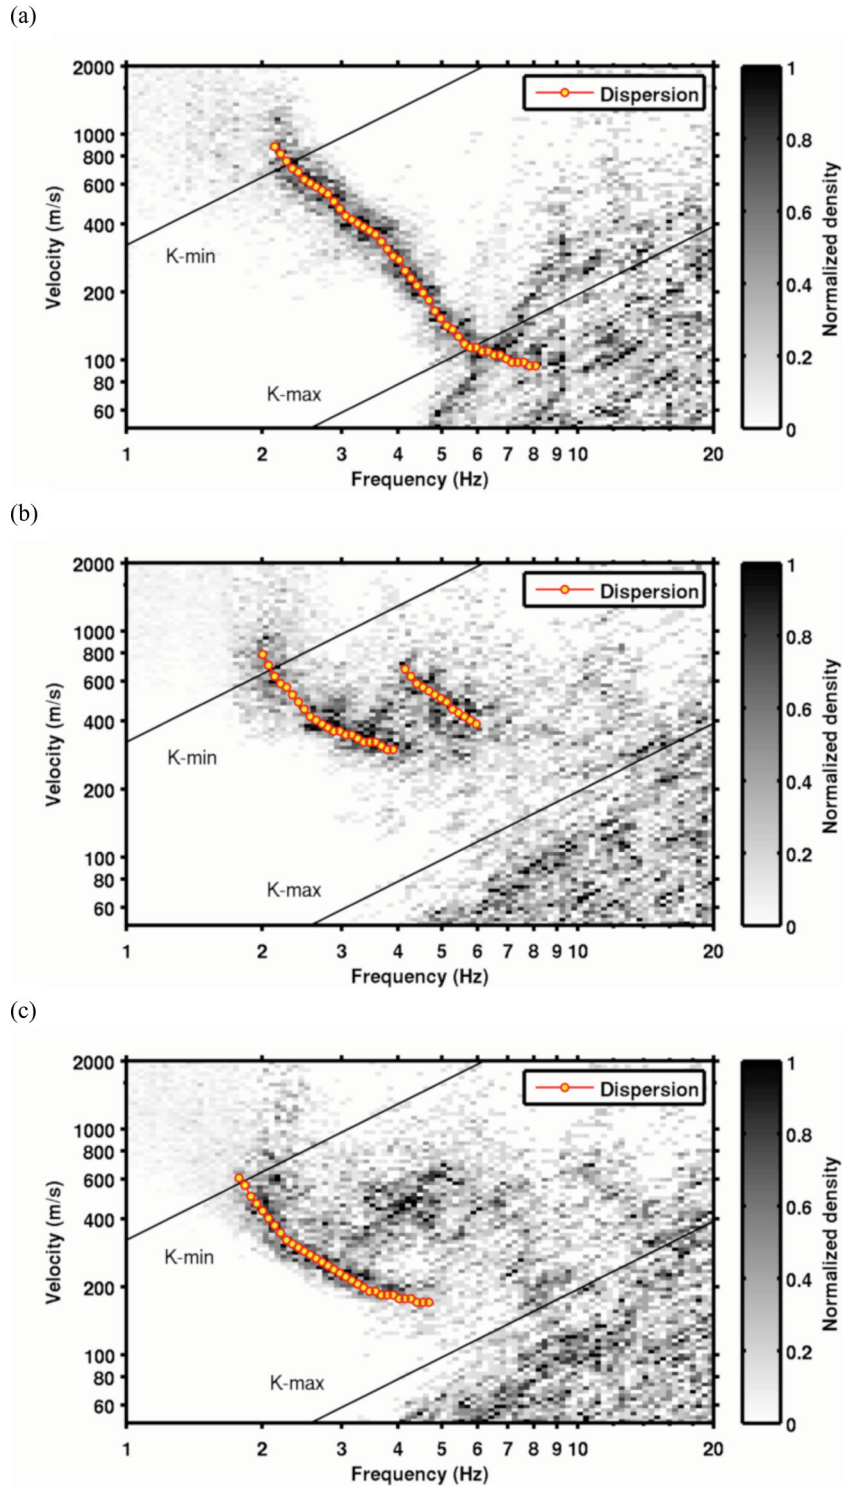 (a)
2000
1000
800
600
400
200
100
80
60
Velocity (m/s)
K-min
K-max
Dispersion
1 2 3 4 5 6 7 8 9 10 20
Frequency (Hz)
1
0.8
0.6
0.4
0.2
0
Normalized density
(b)
2000
1000
800
600
400
200
100
80
60
Velocity (m/s)
K-min
K-max
Dispersion
1 2 3 4 5 6 7 8 9 10 20
Frequency (Hz)
1
0.8
0.6
0.4
0.2
0
Normalized density
(c)
2000
1000
800
600
400
200
100
80
60
Velocity (m/s)
K-min
K-max
Dispersion
1 2 3 4 5 6 7 8 9 10 20
Frequency (Hz)
1
0.8
0.6
0.4
0.2
0
Normalized density